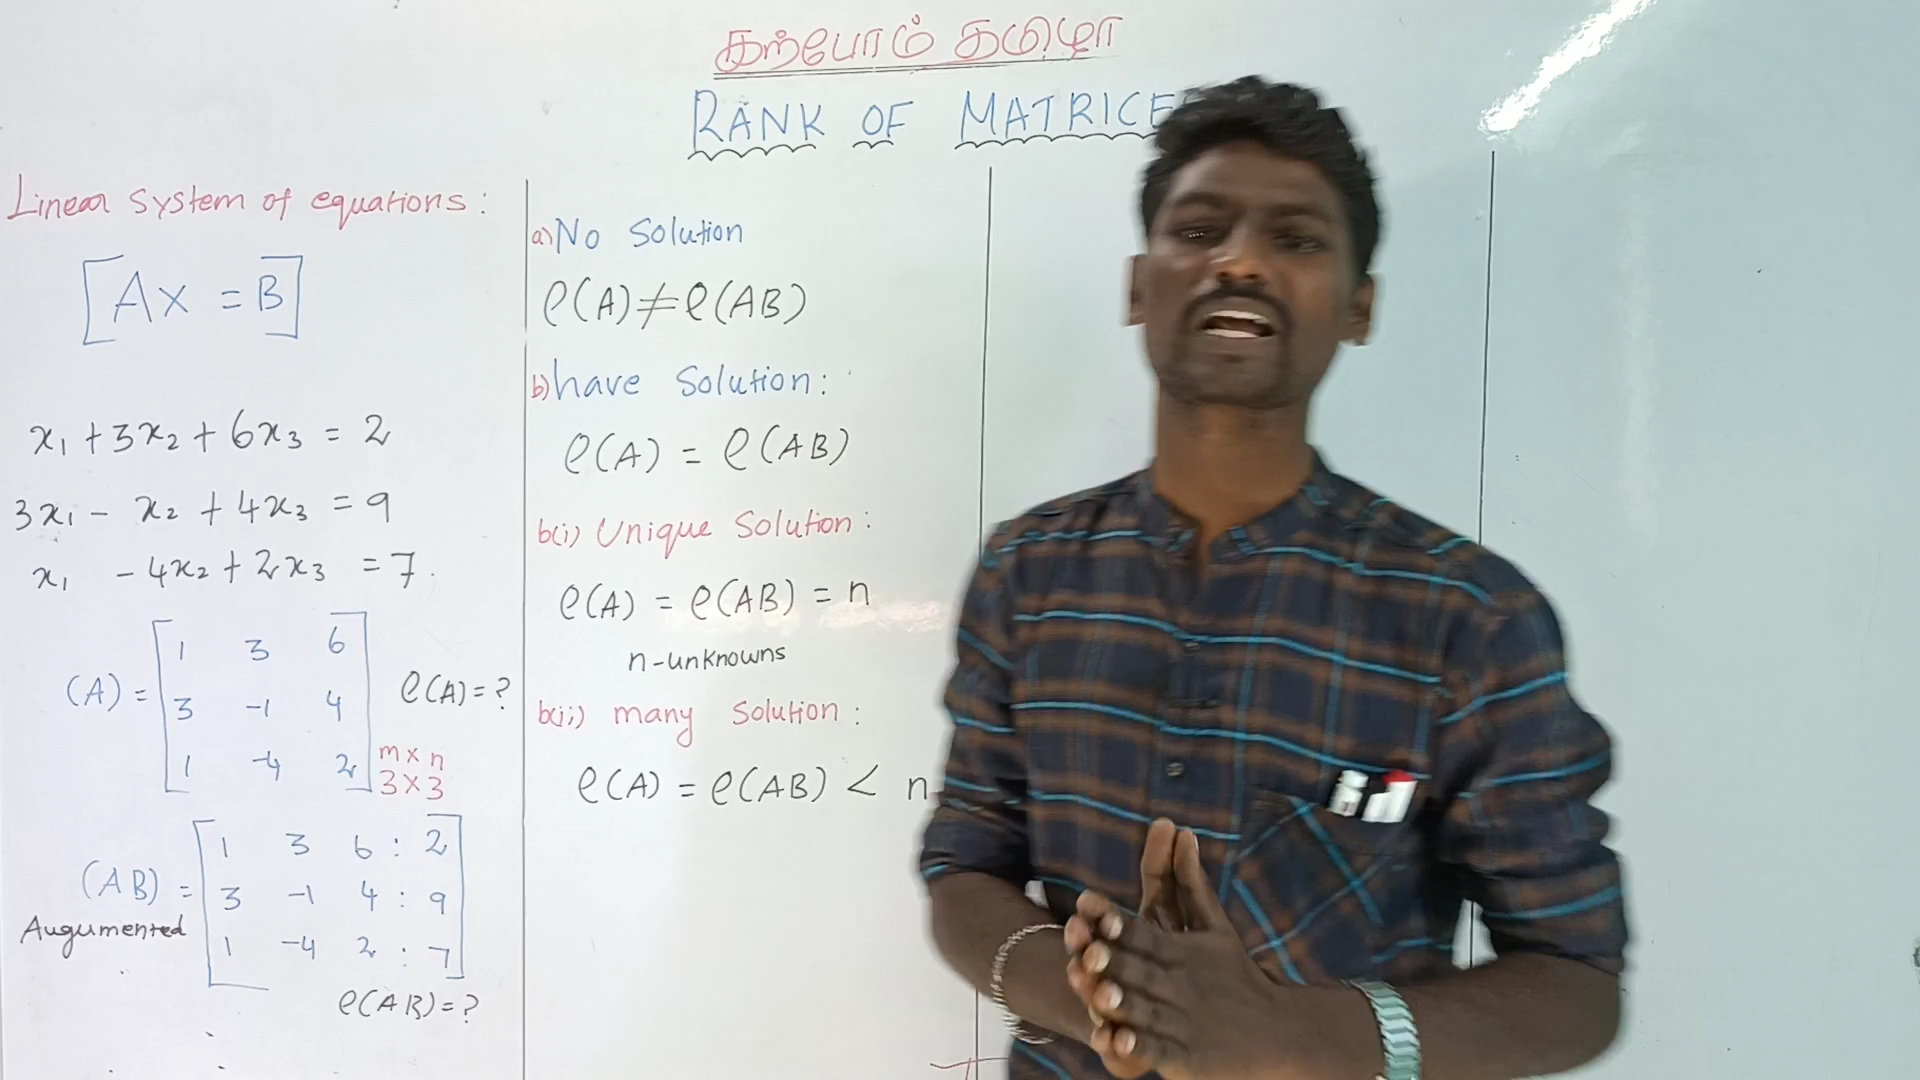 கற்போம் தமிழா
RANK OF MATRICE
Linear System of equations:
[AX = B]
x₁ + 3x₂ + 6x₃ = 2
3x₁ - x₂ + 4x₃ = 9
x₁ - 4x₂ + 2x₃ = 7.
(A) = [1 3 6
3 -1 4
1 -4 2] m×n
3×3
ρ(A) = ?
(AB) = [1 3 6 : 2
3 -1 4 : 9
1 -4 2 : 7]
Augumented
ρ(AB) = ?
a) No Solution
ρ(A) ≠ ρ(AB)
b) have Solution:
ρ(A) = ρ(AB)
b(i) Unique Solution:
ρ(A) = ρ(AB) = n
n-unknowns
b(ii) many Solution:
ρ(A) = ρ(AB) < n